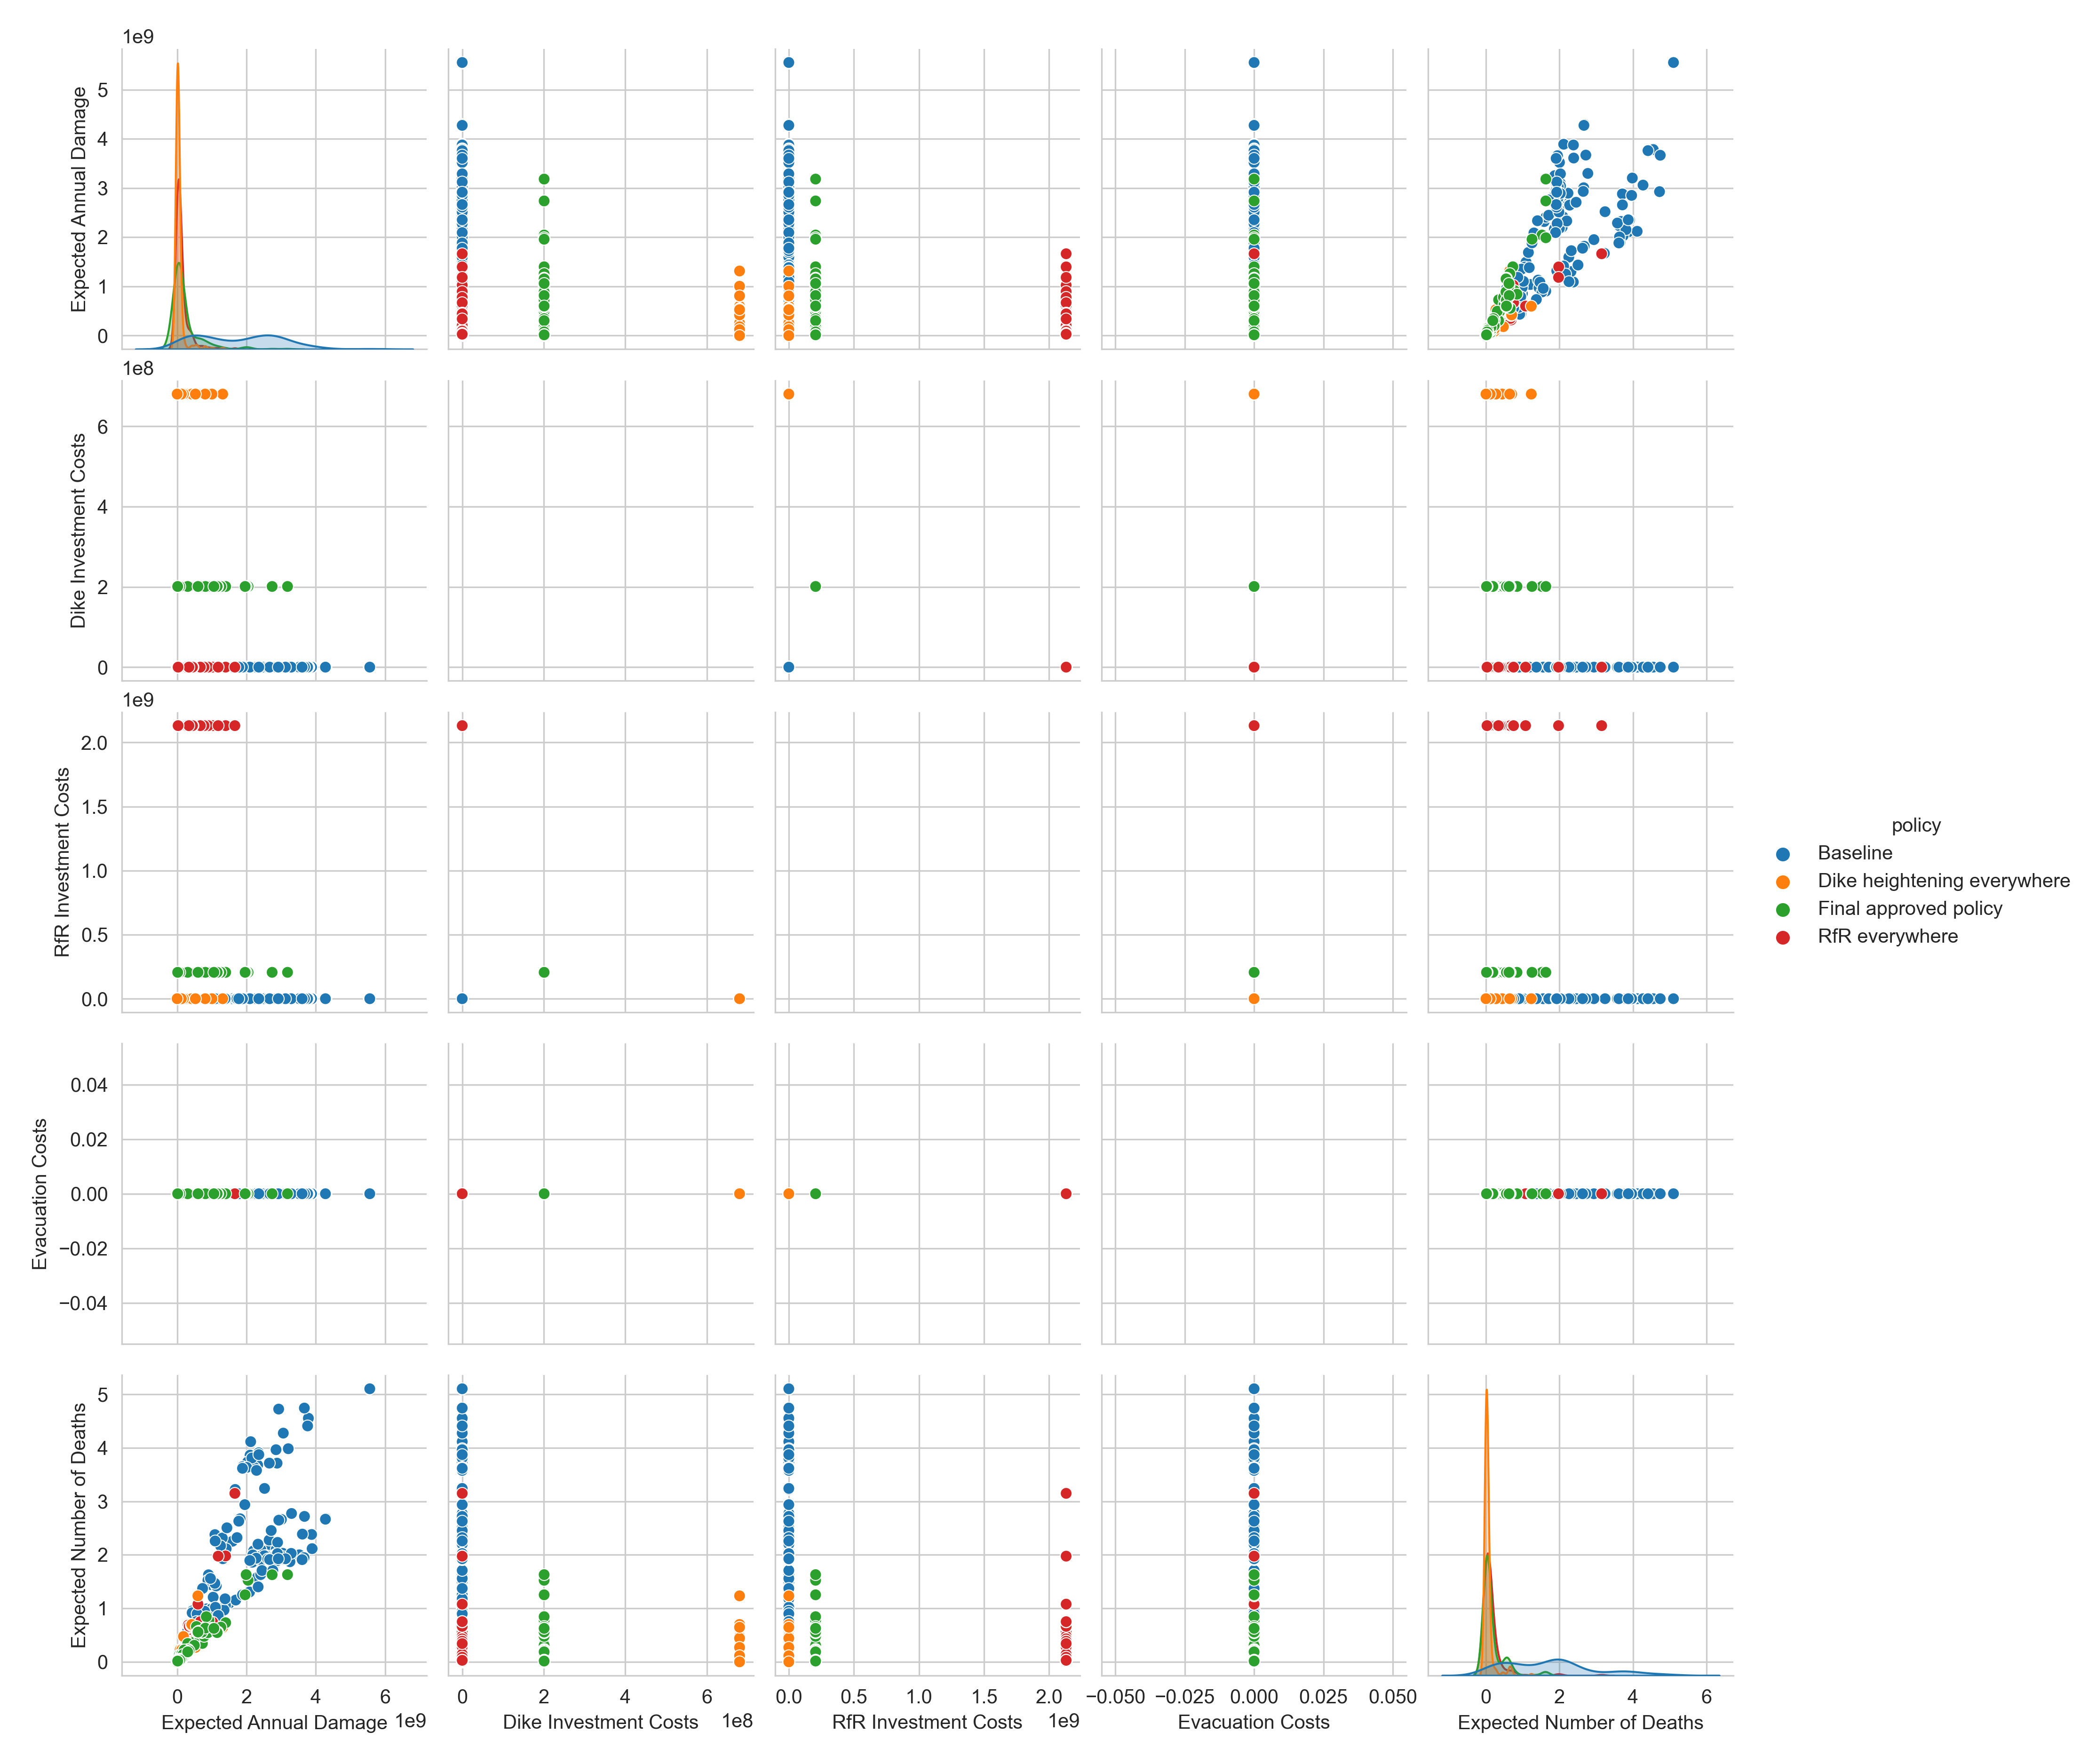 1e9
5
4
3
2
1
0
Expected Annual Damage
1e8
6
4
2
0
Dike Investment Costs
1e9
2.0
1.5
1.0
0.5
0.0
RfR Investment Costs
policy
Baseline
Dike heightening everywhere
Final approved policy
RfR everywhere
0.04
0.02
0.00
−0.02
−0.04
Evacuation Costs
5
4
3
2
1
0
Expected Number of Deaths
0 2 4 6
Expected Annual Damage 1e9
0 2 4 6
Dike Investment Costs 1e8
0.0 0.5 1.0 1.5 2.0
RfR Investment Costs 1e9
−0.050 −0.025 0.000 0.025 0.050
Evacuation Costs
0 2 4 6
Expected Number of Deaths